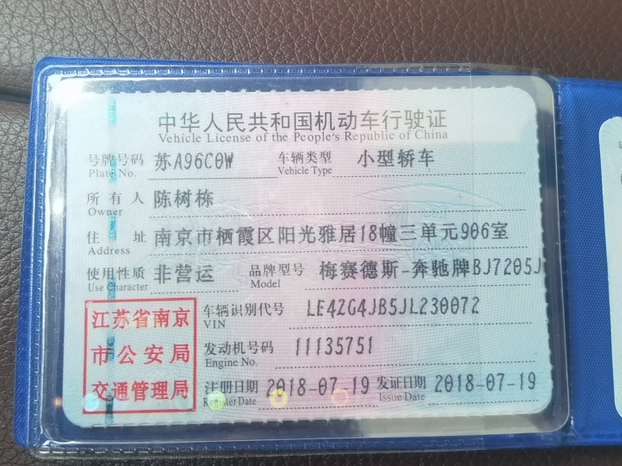 中华人民共和国机动车行驶证
Vehicle License of the People's Republic of China
号牌号码 苏A96C0W 车辆类型 小型轿车
Plate No. Vehicle Type
所有人 陈树栋
Owner
住址 南京市栖霞区阳光雅居18幢三单元906室
Address
使用性质 非营运 品牌型号 梅赛德斯-奔驰牌BJ7205J
Use Character Model
江苏省南京
市公安局
交通管理局
车辆识别代号 LE4ZG4JB5JL230072
VIN
发动机号码 11135751
Engine No.
注册日期 2018-07-19 发证日期 2018-07-19
Register Date Issue Date